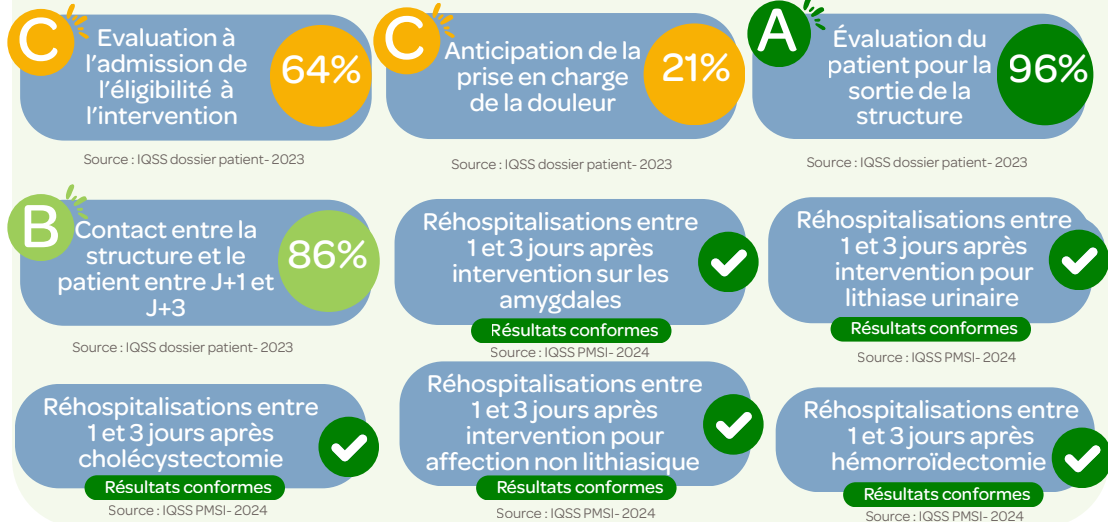 C
Evaluation à
l'admission de
l'éligibilité à
l'intervention
64%
Source : IQSS dossier patient- 2023
C
Anticipation de la
prise en charge
de la douleur
21%
Source : IQSS dossier patient- 2023
A
Évaluation du
patient pour la
sortie de la
structure
96%
Source : IQSS dossier patient- 2023
B
Contact entre la
structure et le
patient entre J+1 et
J+3
86%
Source : IQSS dossier patient- 2023
Réhospitalisations entre
1 et 3 jours après
intervention sur les
amygdales
Résultats conformes
Source : IQSS PMSI- 2024
Réhospitalisations entre
1 et 3 jours après
intervention pour
lithiase urinaire
Résultats conformes
Source : IQSS PMSI- 2024
Réhospitalisations entre
1 et 3 jours après
cholécystectomie
Résultats conformes
Source : IQSS PMSI- 2024
Réhospitalisations entre
1 et 3 jours après
intervention pour
affection non lithiasique
Résultats conformes
Source : IQSS PMSI- 2024
Réhospitalisations entre
1 et 3 jours après
hémorroïdectomie
Résultats conformes
Source : IQSS PMSI- 2024